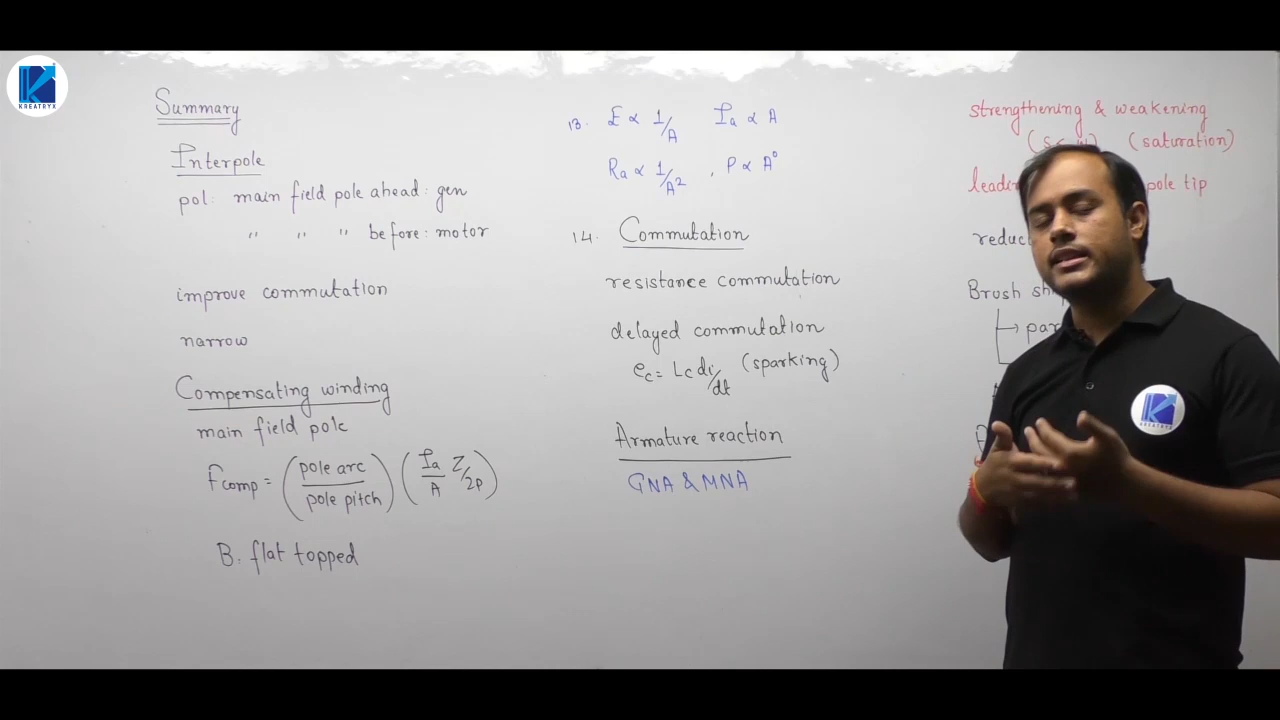 KREATRYX
Summary
Interpole
pol: main field pole ahead: gen
" " " before: motor
improve commutation
narrow
Compensating winding
main field pole
Fcomp = (pole arc / pole pitch) (Ia/A Z/2P)
B: flat topped
13. E ∝ 1/A Ia ∝ A
Ra ∝ 1/A², P ∝ A⁰
14. Commutation
resistance commutation
delayed commutation
ec = Lc di/dt (sparking)
Armature reaction
GNA & MNA
strengthening & weakening
(saturation)
pole tip
Brush
KREATRYX